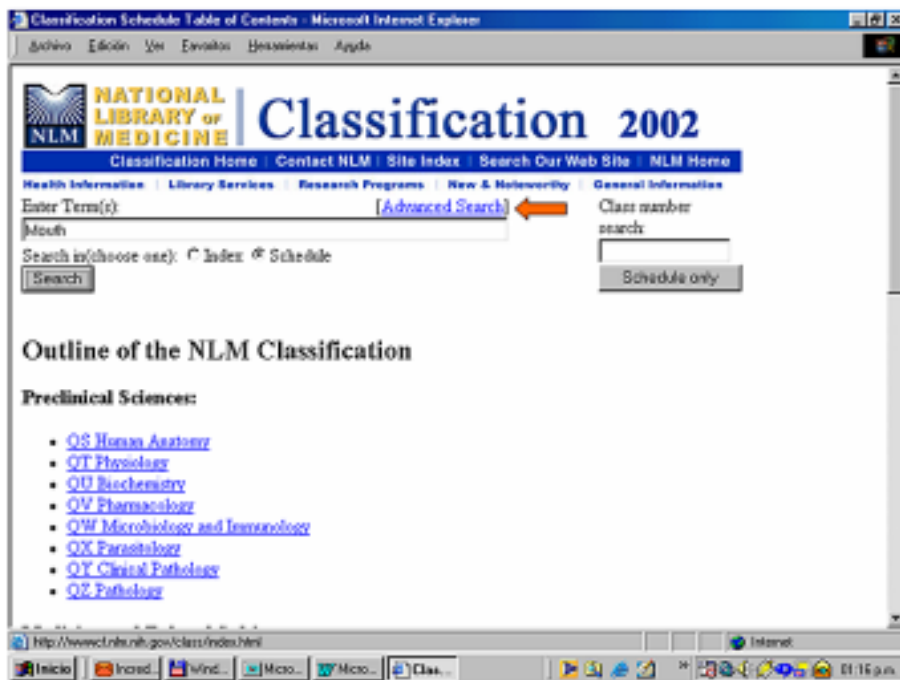 Classification Schedule Table of Contents - Microsoft Internet Explorer
Archivo Edición Ver Favoritos Herramientas Ayuda
NLM
NATIONAL
LIBRARY OF
MEDICINE
Classification 2002
Classification Home | Contact NLM | Site Index | Search Our Web Site | NLM Home
Health Information | Library Services | Research Programs | New & Noteworthy | General Information
Enter Term(s): [Advanced Search]
Mouth
Search in(choose one): Index Schedule
Search
Class number
search:
Schedule only
Outline of the NLM Classification
Preclinical Sciences:
• QS Human Anatomy
• QT Physiology
• QU Biochemistry
• QV Pharmacology
• QW Microbiology and Immunology
• QX Parasitology
• QY Clinical Pathology
• QZ Pathology
http://wwwcf.nlm.nih.gov/class/index.html
Internet
Inicio Incred... Wind... Micro... Micro... Clas...
01:16 p.m.